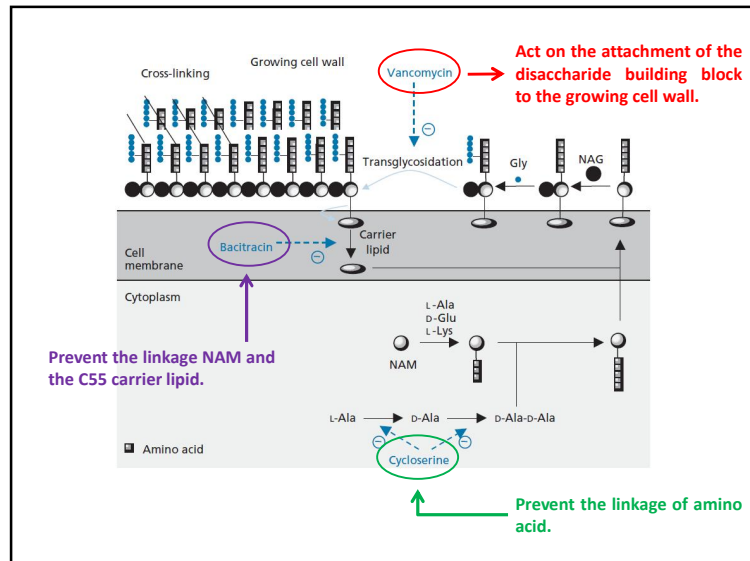 Act on the attachment of the
disaccharide building block
to the growing cell wall.
Growing cell wall
Cross-linking
Vancomycin
Transglycosidation
Gly
NAG
Bacitracin
Carrier
lipid
Cell
membrane
Cytoplasm
L-Ala
D-Glu
L-Lys
Prevent the linkage NAM and
the C55 carrier lipid.
NAM
L-Ala
D-Ala
D-Ala-D-Ala
Amino acid
Cycloserine
Prevent the linkage of amino
acid.